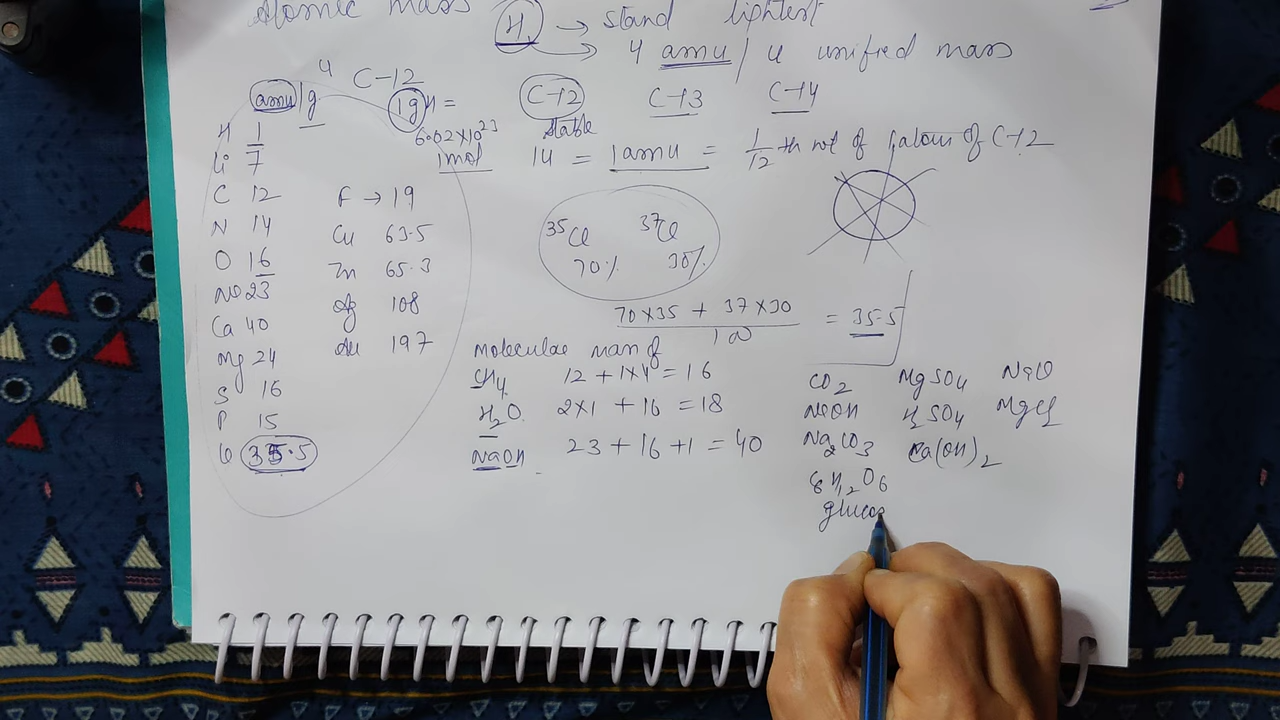 Atomic mass
H, → stand lightest
→ 4 amu / u unified mass
u C-12
amu/g
1g H =
C-12 C-13 C-14
6.02×10²³ Stable
1mol 1u = 1amu = 1/12 th wt of 1 atom of C-12
H 1
Li 7
C 12
N 14
O 16
Na 23
Ca 40
Mg 24
S 16
P 15
Cl 35.5
F → 19
Cu 63.5
Zn 65.3
Ag 108
Au 197
³⁵Cl ³⁷Cl
70% 30%
70×35 + 37×30 / 100 = 35.5
Molecular mass of
CH₄ 12 + 1×4 = 16
H₂O. 2×1 + 16 = 18
NaOH 23 + 16 + 1 = 40
CO₂ MgSO₄
NaOH H₂SO₄ MgCl₂
Na₂CO₃ Ca(OH)₂
C₆H₁₂O₆
gluco